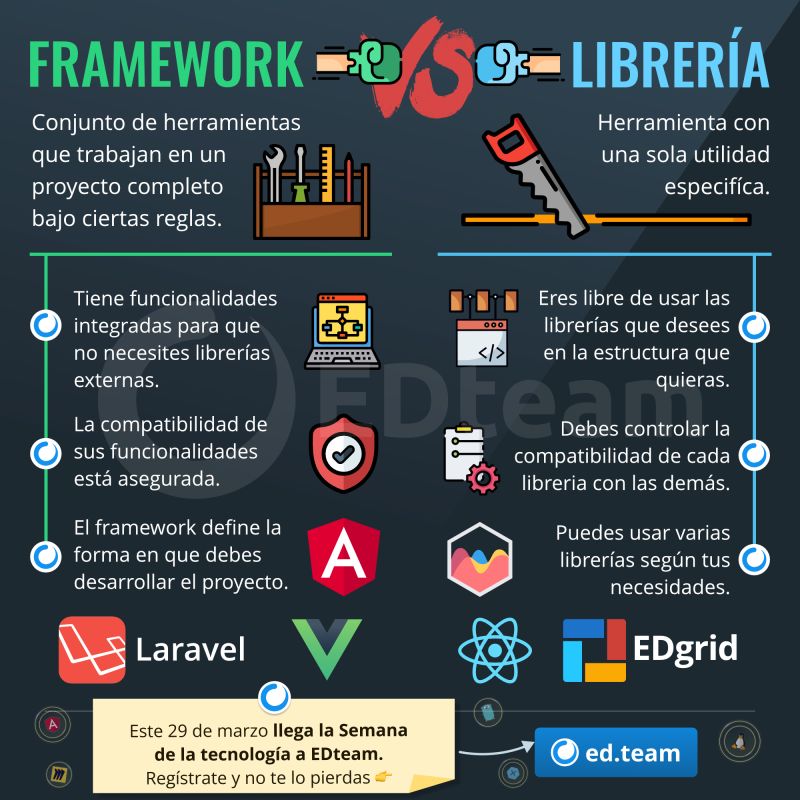 FRAMEWORK
VS
LIBRERÍA
Conjunto de herramientas
que trabajan en un
proyecto completo
bajo ciertas reglas.
Herramienta con
una sola utilidad
especifíca.
Tiene funcionalidades
integradas para que
no necesites librerías
externas.
La compatibilidad de
sus funcionalidades
está asegurada.
El framework define la
forma en que debes
desarrollar el proyecto.
Eres libre de usar las
librerías que desees
en la estructura que
quieras.
Debes controlar la
compatibilidad de cada
libreria con las demás.
Puedes usar varias
librerías según tus
necesidades.
EDteam
</>
A
Laravel
EDgrid
Este 29 de marzo llega la Semana
de la tecnología a EDteam.
Regístrate y no te lo pierdas 👉
ed.team